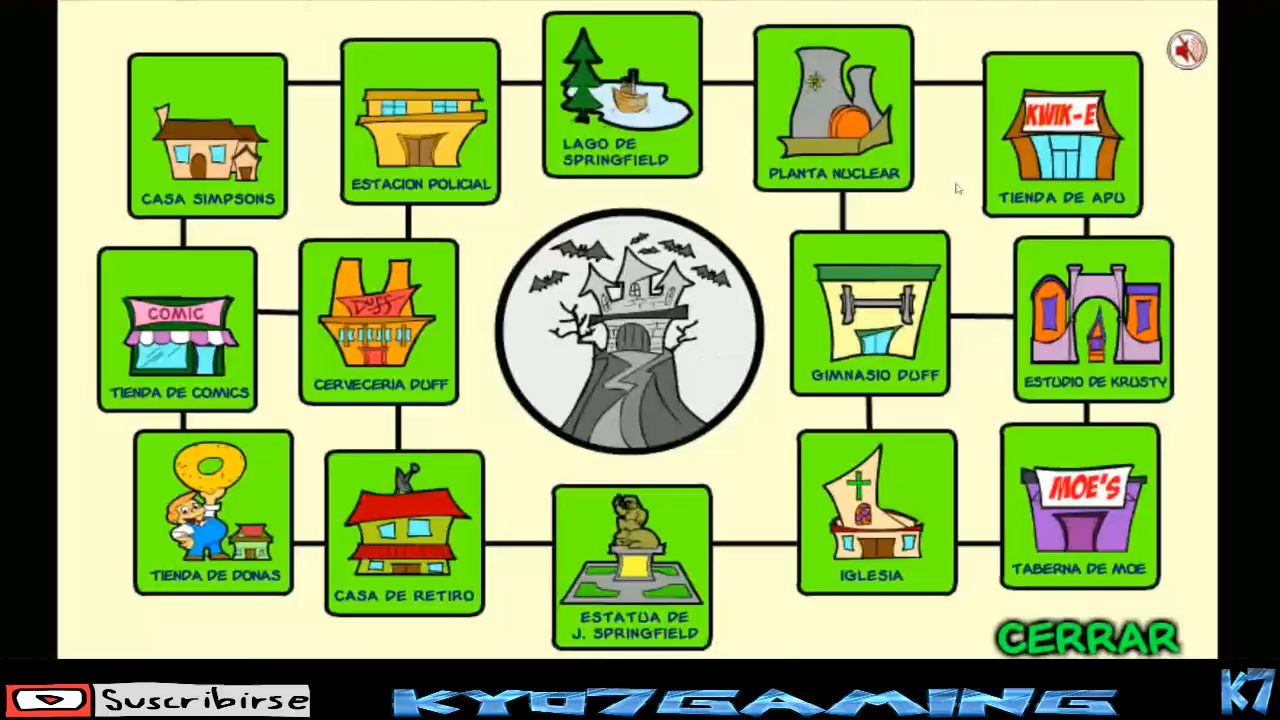 LAGO DE
SPRINGFIELD
PLANTA NUCLEAR
KWIK-E
TIENDA DE APU
ESTACION POLICIAL
CASA SIMPSONS
COMIC
TIENDA DE COMICS
DUFF
CERVECERIA DUFF
GIMNASIO DUFF
ESTUDIO DE KRUSTY
TIENDA DE DONAS
CASA DE RETIRO
ESTATUA DE
J. SPRINGFIELD
IGLESIA
MOE'S
TABERNA DE MOE
CERRAR
Suscribirse
KYO7GAMING
K7